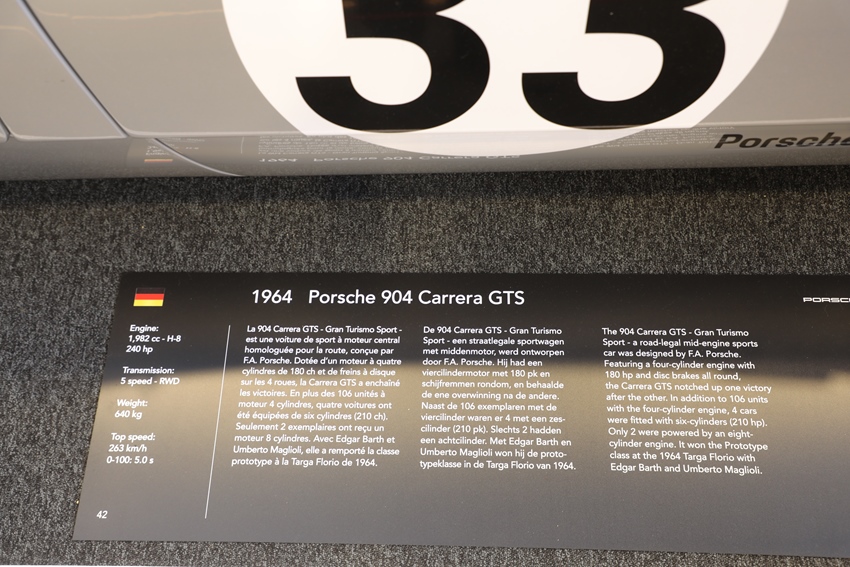 33
Porsche
1964 Porsche 904 Carrera GTS
PORSC
Engine:
1,982 cc - H-8
240 hp
Transmission:
5 speed - RWD
Weight:
640 kg
Top speed:
263 km/h
0-100: 5.0 s
42
La 904 Carrera GTS - Gran Turismo Sport -
est une voiture de sport à moteur central
homologuée pour la route, conçue par
F.A. Porsche. Dotée d'un moteur à quatre
cylindres de 180 ch et de freins à disque
sur les 4 roues, la Carrera GTS a enchaîné
les victoires. En plus des 106 unités à
moteur 4 cylindres, quatre voitures ont
été équipées de six cylindres (210 ch).
Seulement 2 exemplaires ont reçu un
moteur 8 cylindres. Avec Edgar Barth et
Umberto Maglioli, elle a remporté la classe
prototype à la Targa Florio de 1964.
De 904 Carrera GTS - Gran Turismo
Sport - een straatlegale sportwagen
met middenmotor, werd ontworpen
door F.A. Porsche. Hij had een
viercilindermotor met 180 pk en
schijfremmen rondom, en behaalde
de ene overwinning na de andere.
Naast de 106 exemplaren met de
viercilinder waren er 4 met een zes-
cilinder (210 pk). Slechts 2 hadden
een achtcilinder. Met Edgar Barth en
Umberto Maglioli won hij de proto-
typeklasse in de Targa Florio van 1964.
The 904 Carrera GTS - Gran Turismo
Sport - a road-legal mid-engine sports
car was designed by F.A. Porsche.
Featuring a four-cylinder engine with
180 hp and disc brakes all round,
the Carrera GTS notched up one victory
after the other. In addition to 106 units
with the four-cylinder engine, 4 cars
were fitted with six-cylinders (210 hp).
Only 2 were powered by an eight-
cylinder engine. It won the Prototype
class at the 1964 Targa Florio with
Edgar Barth and Umberto Maglioli.